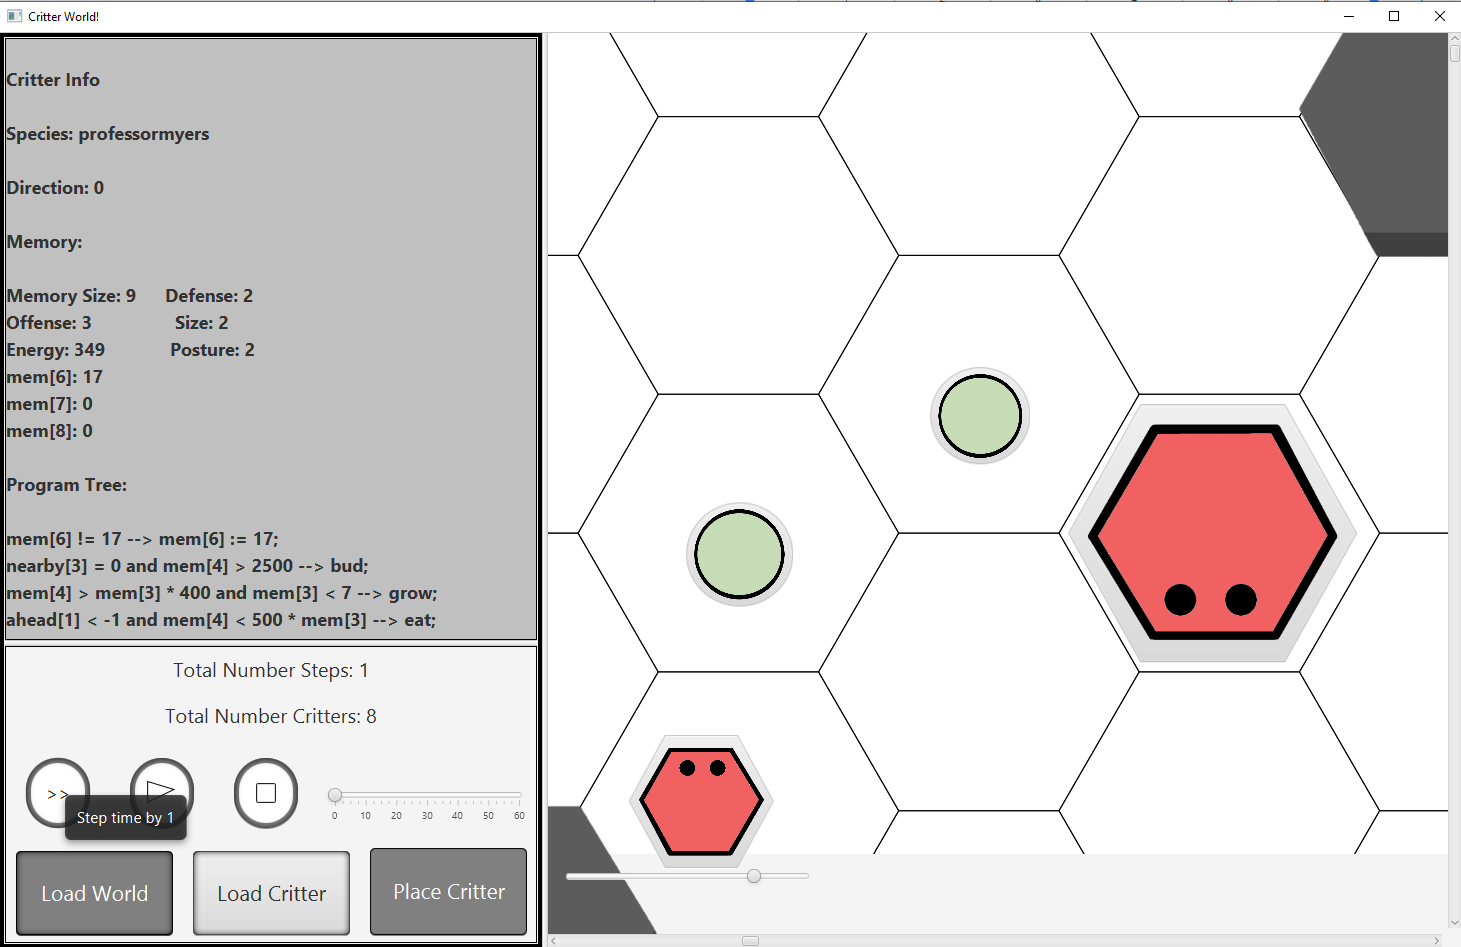 Critter World!
Critter Info
Species: professormyers
Direction: 0
Memory:
Memory Size: 9 Defense: 2
Offense: 3 Size: 2
Energy: 349 Posture: 2
mem[6]: 17
mem[7]: 0
mem[8]: 0
Program Tree:
mem[6] != 17 --> mem[6] := 17;
nearby[3] = 0 and mem[4] > 2500 --> bud;
mem[4] > mem[3] * 400 and mem[3] < 7 --> grow;
ahead[1] < -1 and mem[4] < 500 * mem[3] --> eat;
Total Number Steps: 1
Total Number Critters: 8
>>
Step time by 1
0 10 20 30 40 50 60
Load World
Load Critter
Place Critter